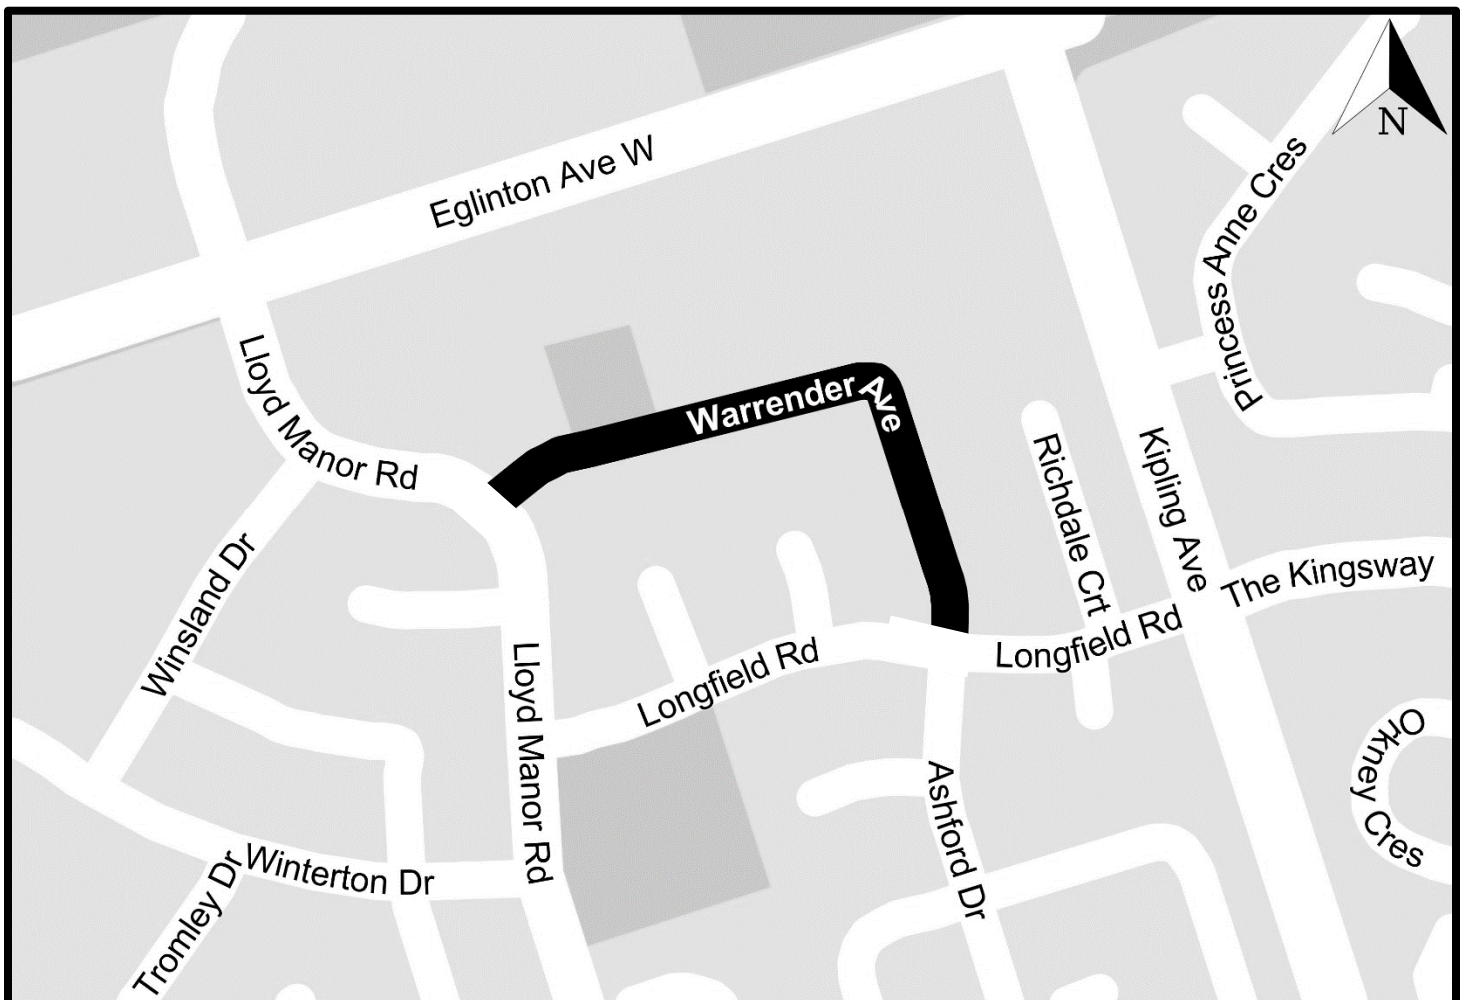 N
Eglinton Ave W
Princess Anne Cres
Lloyd Manor Rd
Warrender Ave
Richdale Crt
Kipling Ave
Winsland Dr
The Kingsway
Longfield Rd
Longfield Rd
Lloyd Manor Rd
Orkney Cres
Ashford Dr
Winterton Dr
Tromley Dr